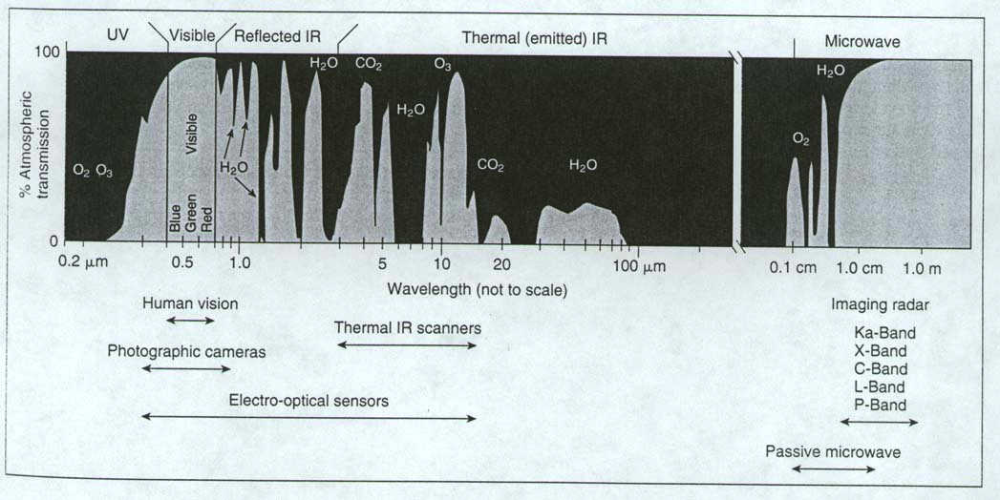 UV Visible Reflected IR Thermal (emitted) IR Microwave
100
H₂O CO₂ O₃ H₂O
H₂O
O₂
% Atmospheric
transmission
Visible
O₂ O₃ H₂O CO₂ H₂O
Blue
Green
Red
0
0.2 µm 0.5 1.0 5 10 20 100 µm 0.1 cm 1.0 cm 1.0 m
Wavelength (not to scale)
Human vision
Imaging radar
Thermal IR scanners
Ka-Band
Photographic cameras
X-Band
C-Band
L-Band
Electro-optical sensors
P-Band
Passive microwave